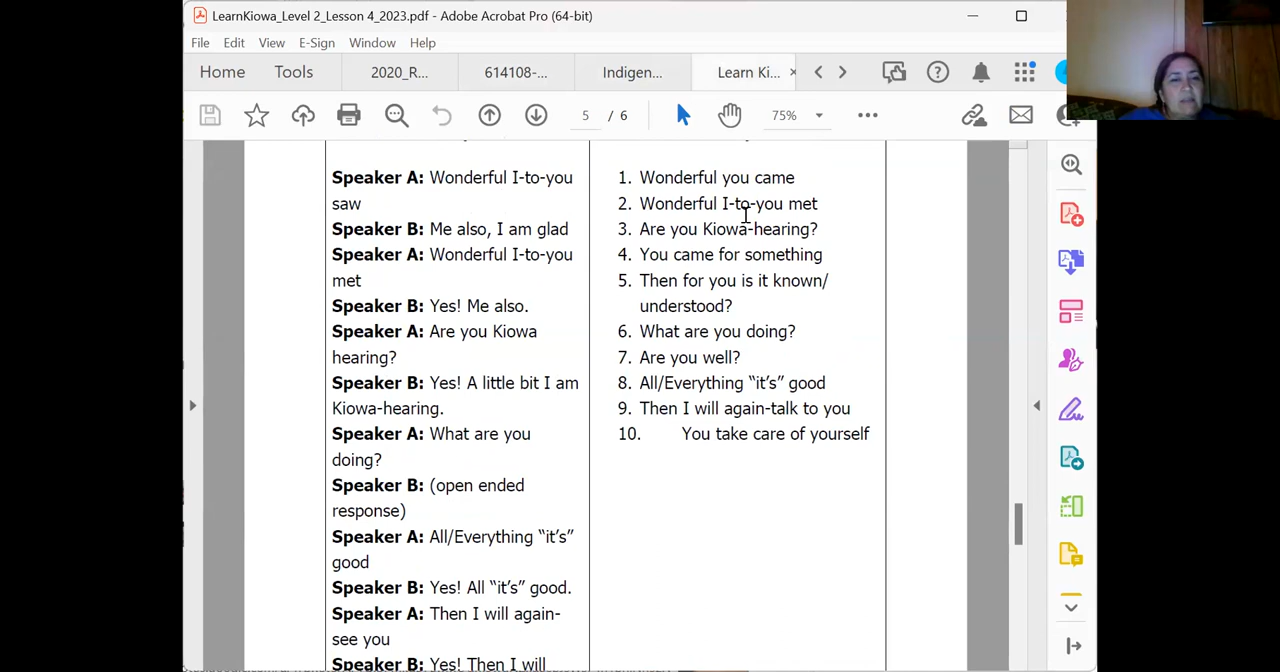 LearnKiowa_Level 2_Lesson 4_2023.pdf - Adobe Acrobat Pro (64-bit)
File Edit View E-Sign Window Help
Home Tools 2020_R... 614108-... Indigen... Learn Ki...
5 / 6 75%
Speaker A: Wonderful I-to-you
saw
Speaker B: Me also, I am glad
Speaker A: Wonderful I-to-you
met
Speaker B: Yes! Me also.
Speaker A: Are you Kiowa
hearing?
Speaker B: Yes! A little bit I am
Kiowa-hearing.
Speaker A: What are you
doing?
Speaker B: (open ended
response)
Speaker A: All/Everything “it’s”
good
Speaker B: Yes! All “it’s” good.
Speaker A: Then I will again-
see you
Speaker B: Yes! Then I will
1. Wonderful you came
2. Wonderful I-to-you met
3. Are you Kiowa-hearing?
4. You came for something
5. Then for you is it known/
understood?
6. What are you doing?
7. Are you well?
8. All/Everything “it’s” good
9. Then I will again-talk to you
10. You take care of yourself